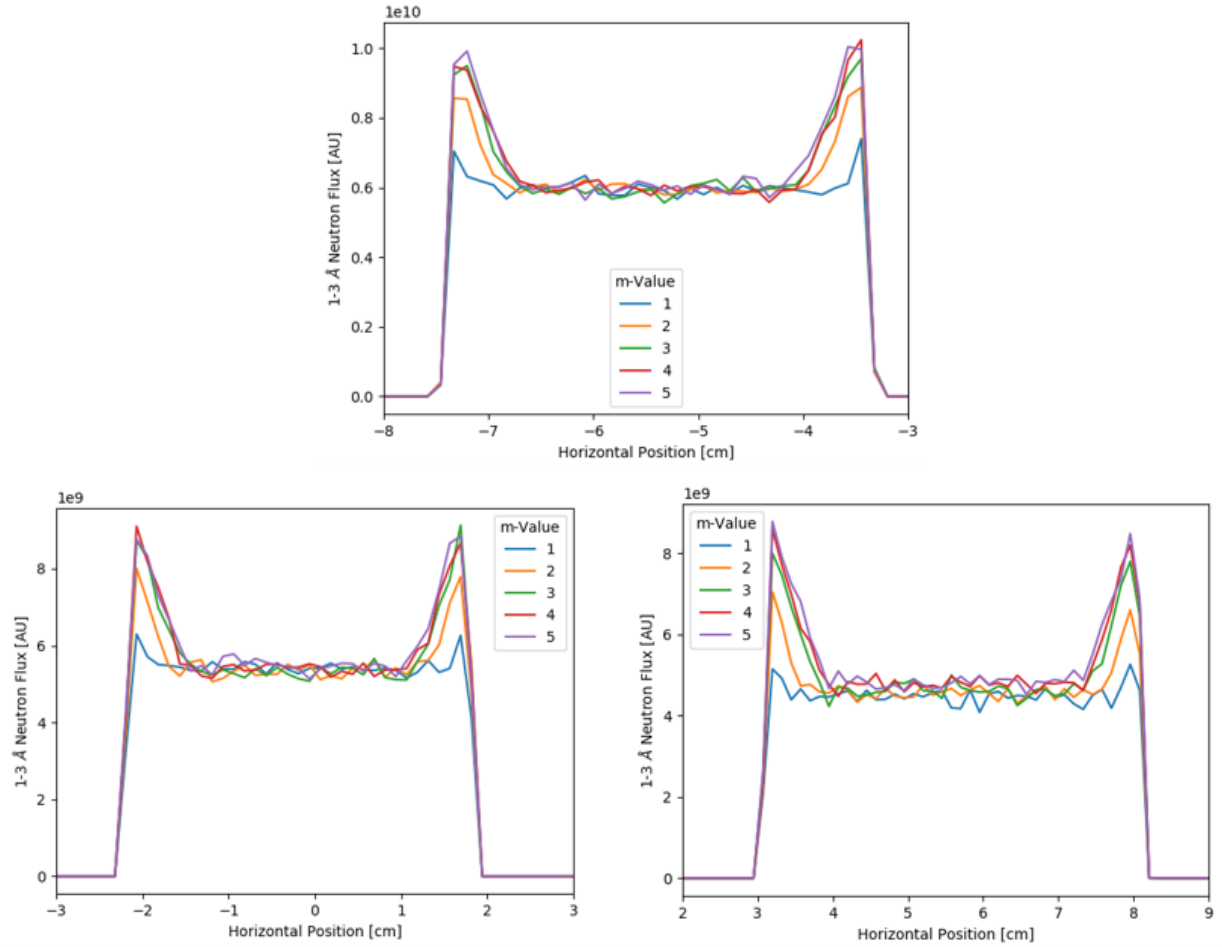 1e10
1-3 Å Neutron Flux [AU]
1.0
0.8
0.6
0.4
0.2
0.0
m-Value
1
2
3
4
5
−8 −7 −6 −5 −4 −3
Horizontal Position [cm]
1e9
1-3 Å Neutron Flux [AU]
8
6
4
2
0
m-Value
1
2
3
4
5
−3 −2 −1 0 1 2 3
Horizontal Position [cm]
1e9
1-3 Å Neutron Flux [AU]
8
6
4
2
0
m-Value
1
2
3
4
5
2 3 4 5 6 7 8 9
Horizontal Position [cm]